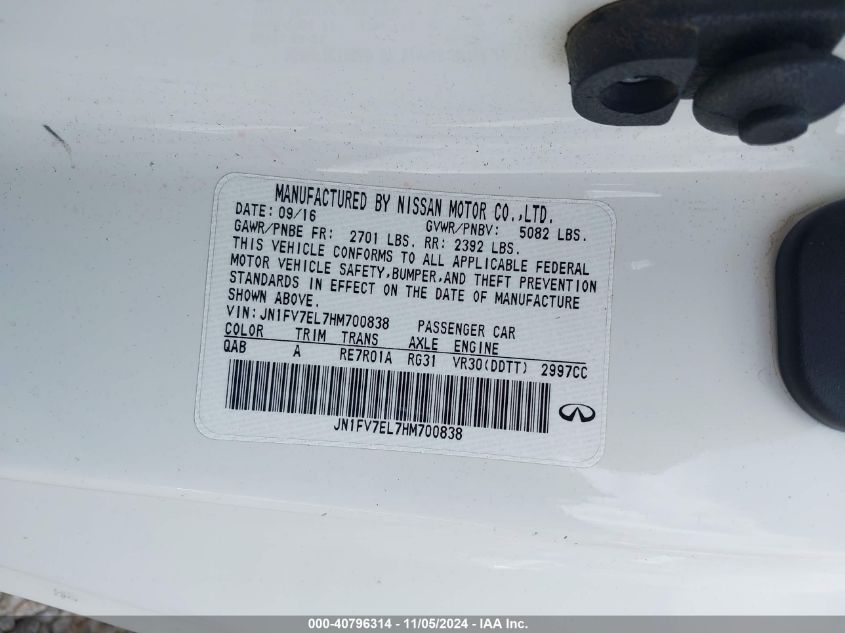 MANUFACTURED BY NISSAN MOTOR CO.,LTD.
DATE: 09/16 GVWR/PNBV: 5082 LBS.
GAWR/PNBE FR: 2701 LBS. RR: 2392 LBS.
THIS VEHICLE CONFORMS TO ALL APPLICABLE FEDERAL
MOTOR VEHICLE SAFETY,BUMPER,AND THEFT PREVENTION
STANDARDS IN EFFECT ON THE DATE OF MANUFACTURE
SHOWN ABOVE.
VIN:JN1FV7EL7HM700838 PASSENGER CAR
COLOR TRIM TRANS AXLE ENGINE
QAB A RE7R01A RG31 VR30(DDTT) 2997CC
JN1FV7EL7HM700838
000-40796314 - 11/05/2024 - IAA Inc.